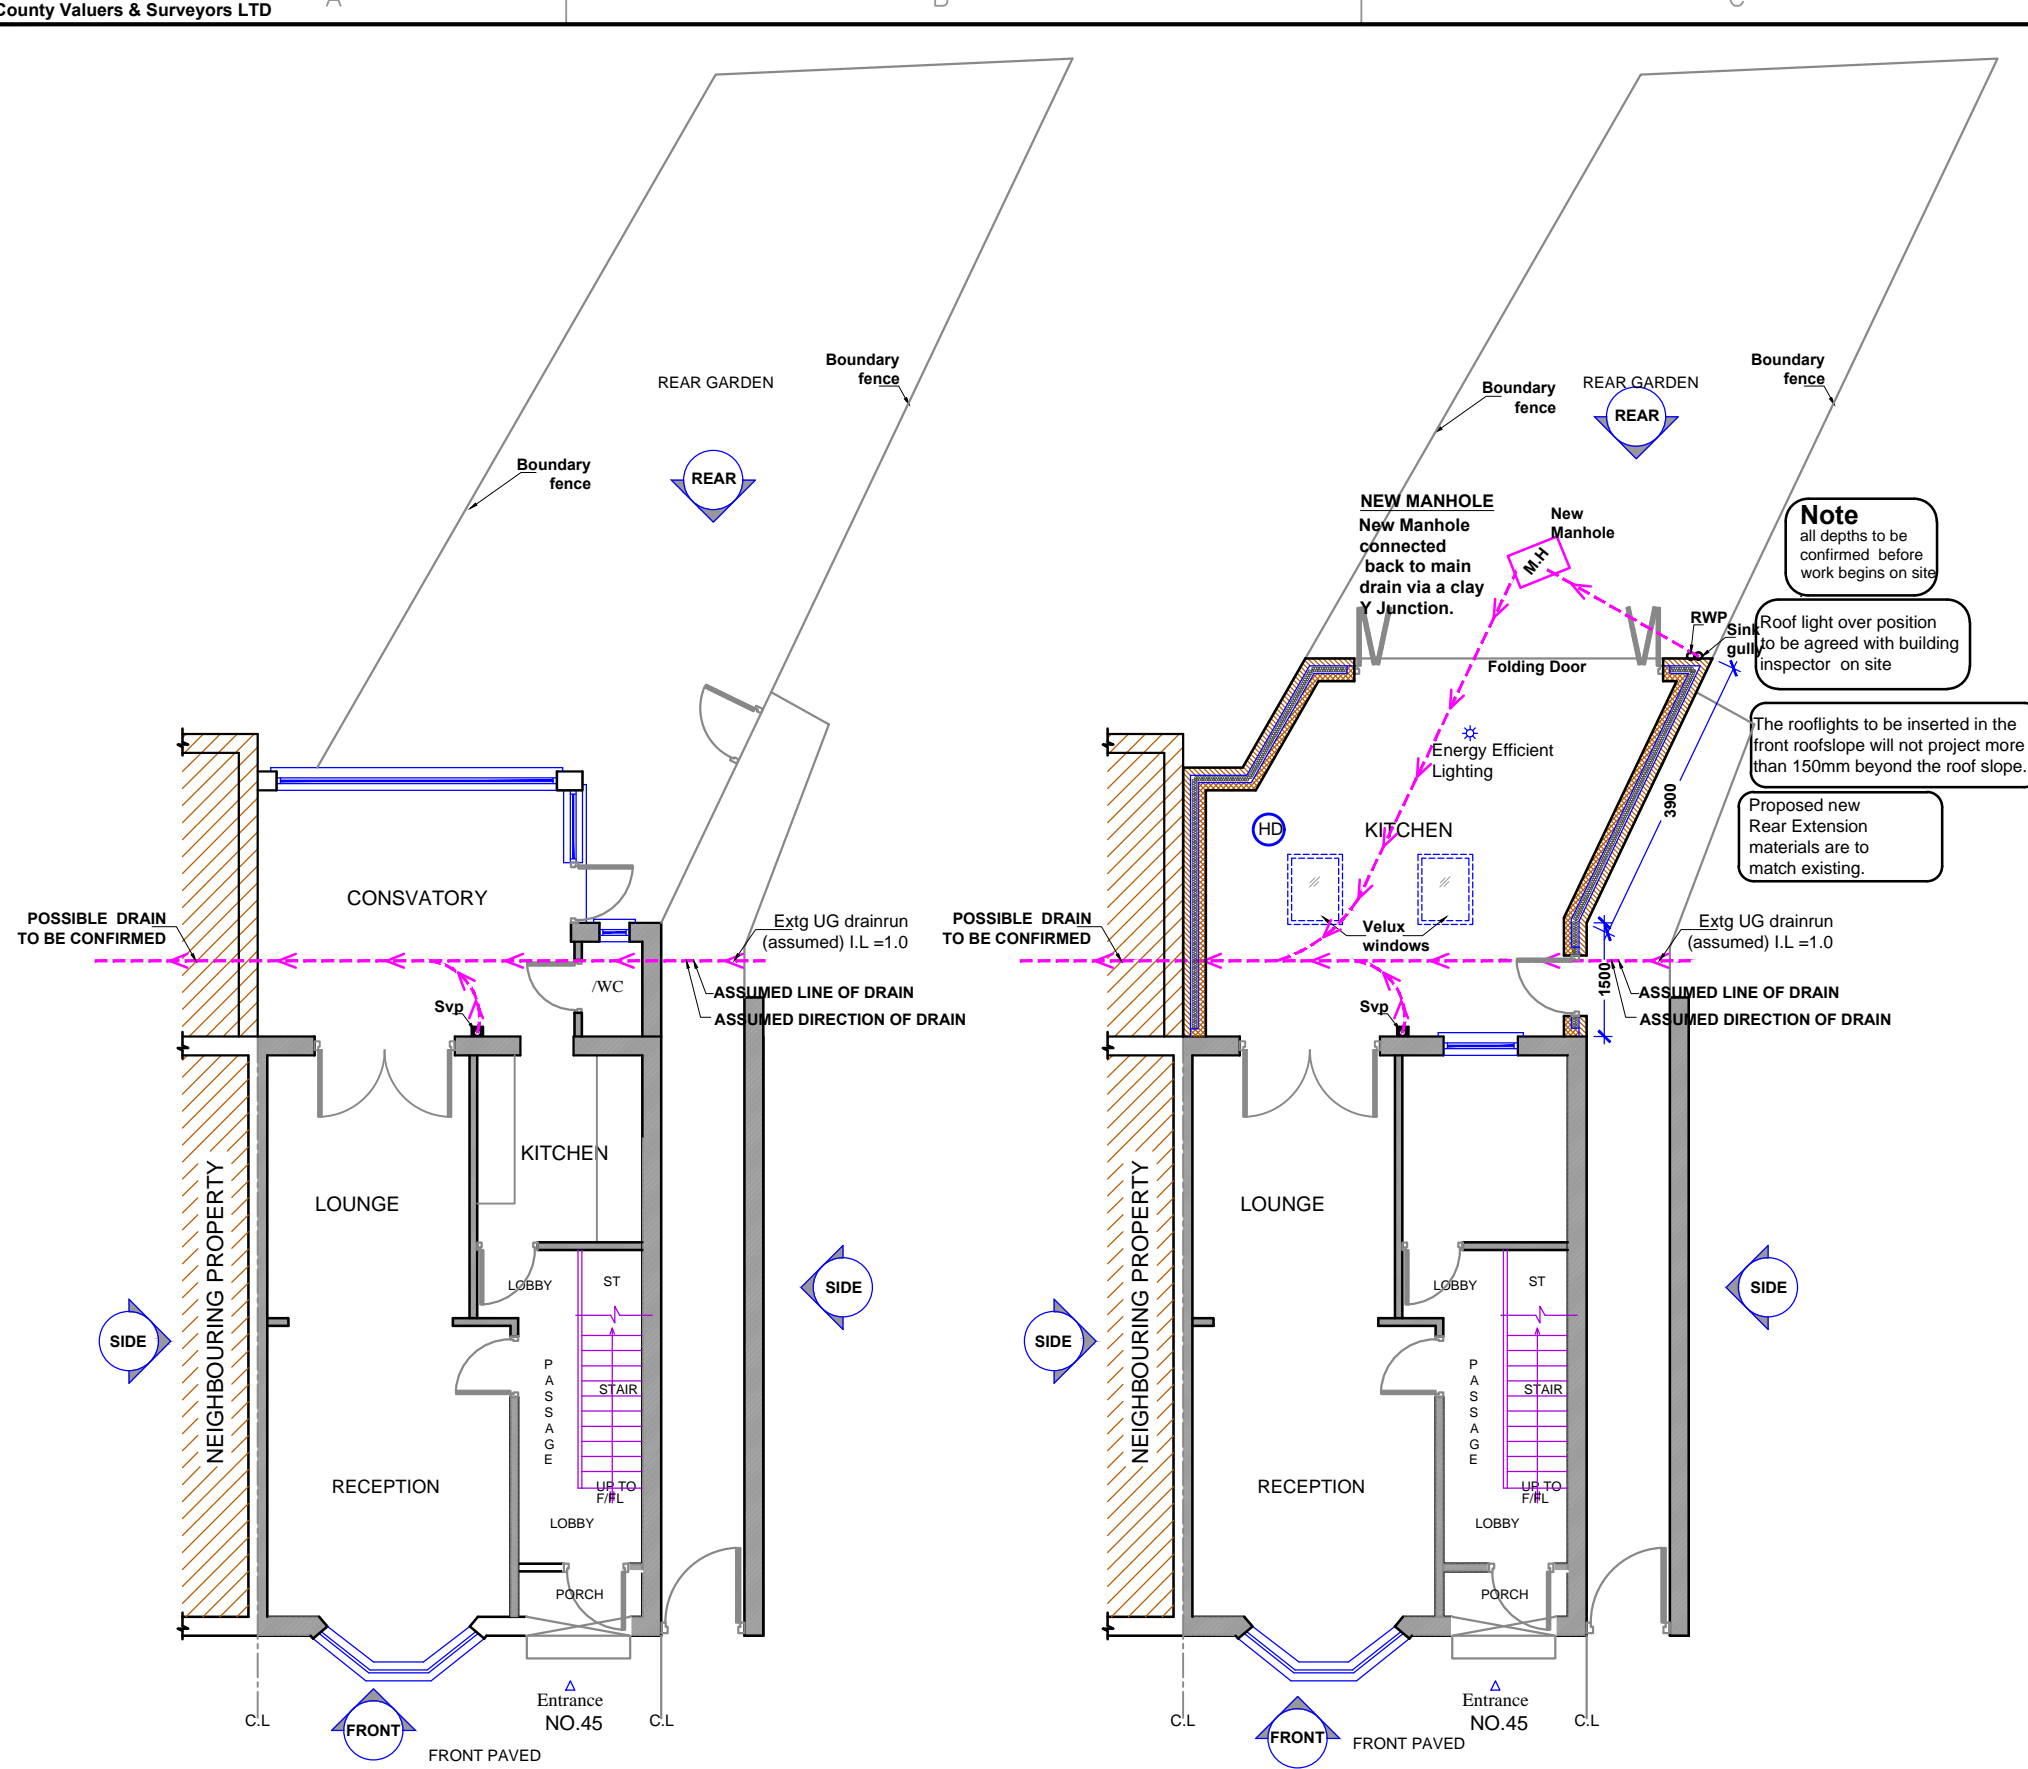 County Valuers & Surveyors LTD
A
B
C
REAR GARDEN
Boundary
fence
Boundary
fence
REAR
CONSVATORY
POSSIBLE DRAIN
TO BE CONFIRMED
Extg UG drainrun
(assumed) I.L =1.0
/WC
Svp
ASSUMED LINE OF DRAIN
ASSUMED DIRECTION OF DRAIN
KITCHEN
LOUNGE
NEIGHBOURING PROPERTY
LOBBY
ST
SIDE
SIDE
PASSAGE
STAIR
RECEPTION
UP TO
F/FL
LOBBY
PORCH
Entrance
NO.45
C.L
C.L
FRONT
FRONT PAVED
Boundary
fence
REAR GARDEN
Boundary
fence
REAR
NEW MANHOLE
New Manhole
connected
back to main
drain via a clay
Y Junction.
New
Manhole
M.H
Note
all depths to be
confirmed before
work begins on site
RWP
Sink
gully
Roof light over position
to be agreed with building
inspector on site
Folding Door
The rooflights to be inserted in the
front roofslope will not project more
than 150mm beyond the roof slope.
Energy Efficient
Lighting
3900
Proposed new
Rear Extension
materials are to
match existing.
HD
KITCHEN
POSSIBLE DRAIN
TO BE CONFIRMED
Velux
windows
Extg UG drainrun
(assumed) I.L =1.0
1500
Svp
ASSUMED LINE OF DRAIN
ASSUMED DIRECTION OF DRAIN
LOUNGE
NEIGHBOURING PROPERTY
LOBBY
ST
SIDE
SIDE
PASSAGE
STAIR
RECEPTION
UP TO
F/FL
LOBBY
PORCH
Entrance
NO.45
C.L
C.L
FRONT
FRONT PAVED